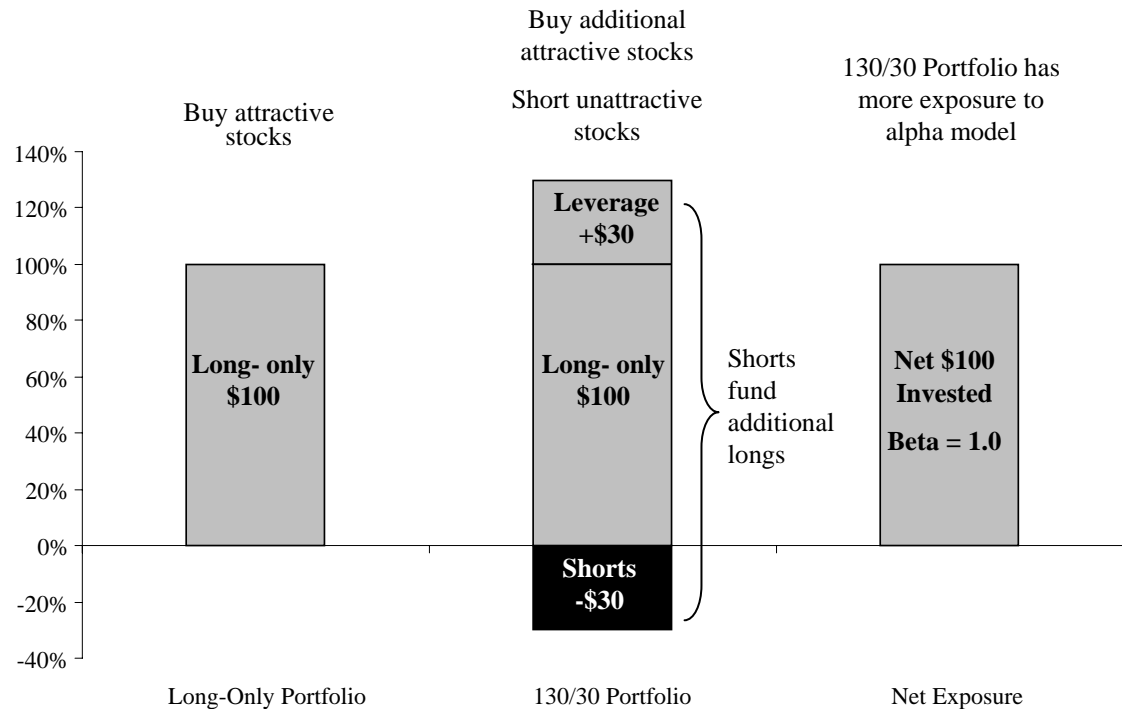 Buy attractive
stocks
Buy additional
attractive stocks
Short unattractive
stocks
130/30 Portfolio has
more exposure to
alpha model
140%
120%
100%
80%
60%
40%
20%
0%
-20%
-40%
Long- only
$100
Leverage
+$30
Long- only
$100
Shorts
-$30
Shorts
fund
additional
longs
Net $100
Invested
Beta = 1.0
Long-Only Portfolio
130/30 Portfolio
Net Exposure